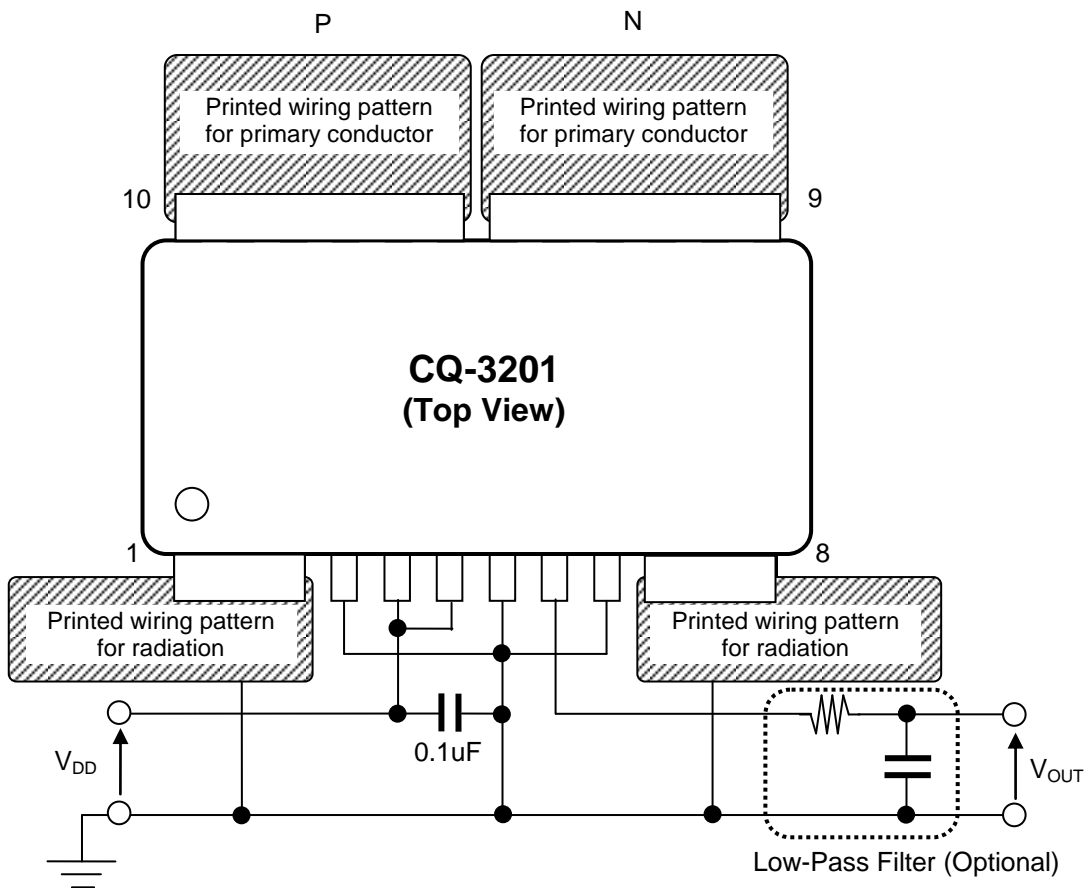 P
N
Printed wiring pattern
for primary conductor
Printed wiring pattern
for primary conductor
10
9
CQ-3201
(Top View)
1
8
Printed wiring pattern
for radiation
Printed wiring pattern
for radiation
0.1uF
VDD
VOUT
Low-Pass Filter (Optional)